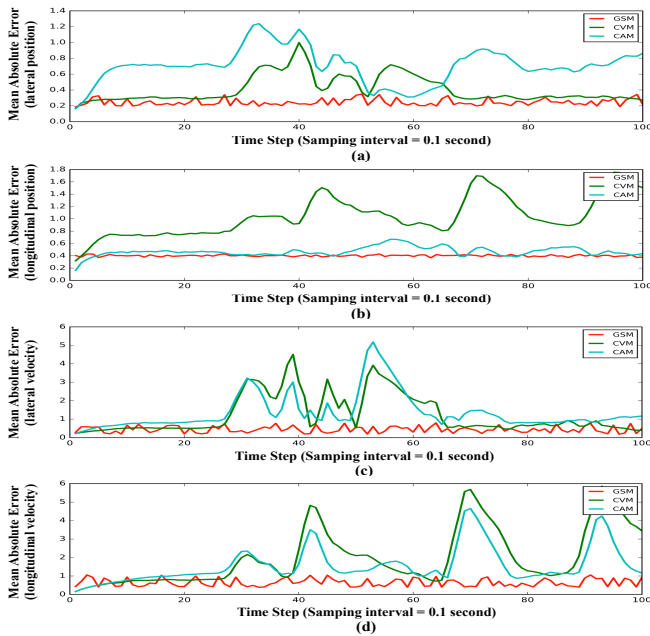 Mean Absolute Error
(lateral position)
1.4
1.2
1.0
0.8
0.6
0.4
0.2
0.0
GSM
CVM
CAM
0 20 40 60 80 100
Time Step (Samping interval = 0.1 second)
(a)
Mean Absolute Error
(longitudinal position)
1.8
1.6
1.4
1.2
1.0
0.8
0.6
0.4
0.2
0.0
GSM
CVM
CAM
0 20 40 60 80 100
Time Step (Samping interval = 0.1 second)
(b)
Mean Absolute Error
(lateral velocity)
6
5
4
3
2
1
0
GSM
CVM
CAM
0 20 40 60 80 100
Time Step (Samping interval = 0.1 second)
(c)
Mean Absolute Error
(longitudinal velocity)
6
5
4
3
2
1
0
GSM
CVM
CAM
0 20 40 60 80 100
Time Step (Samping interval = 0.1 second)
(d)